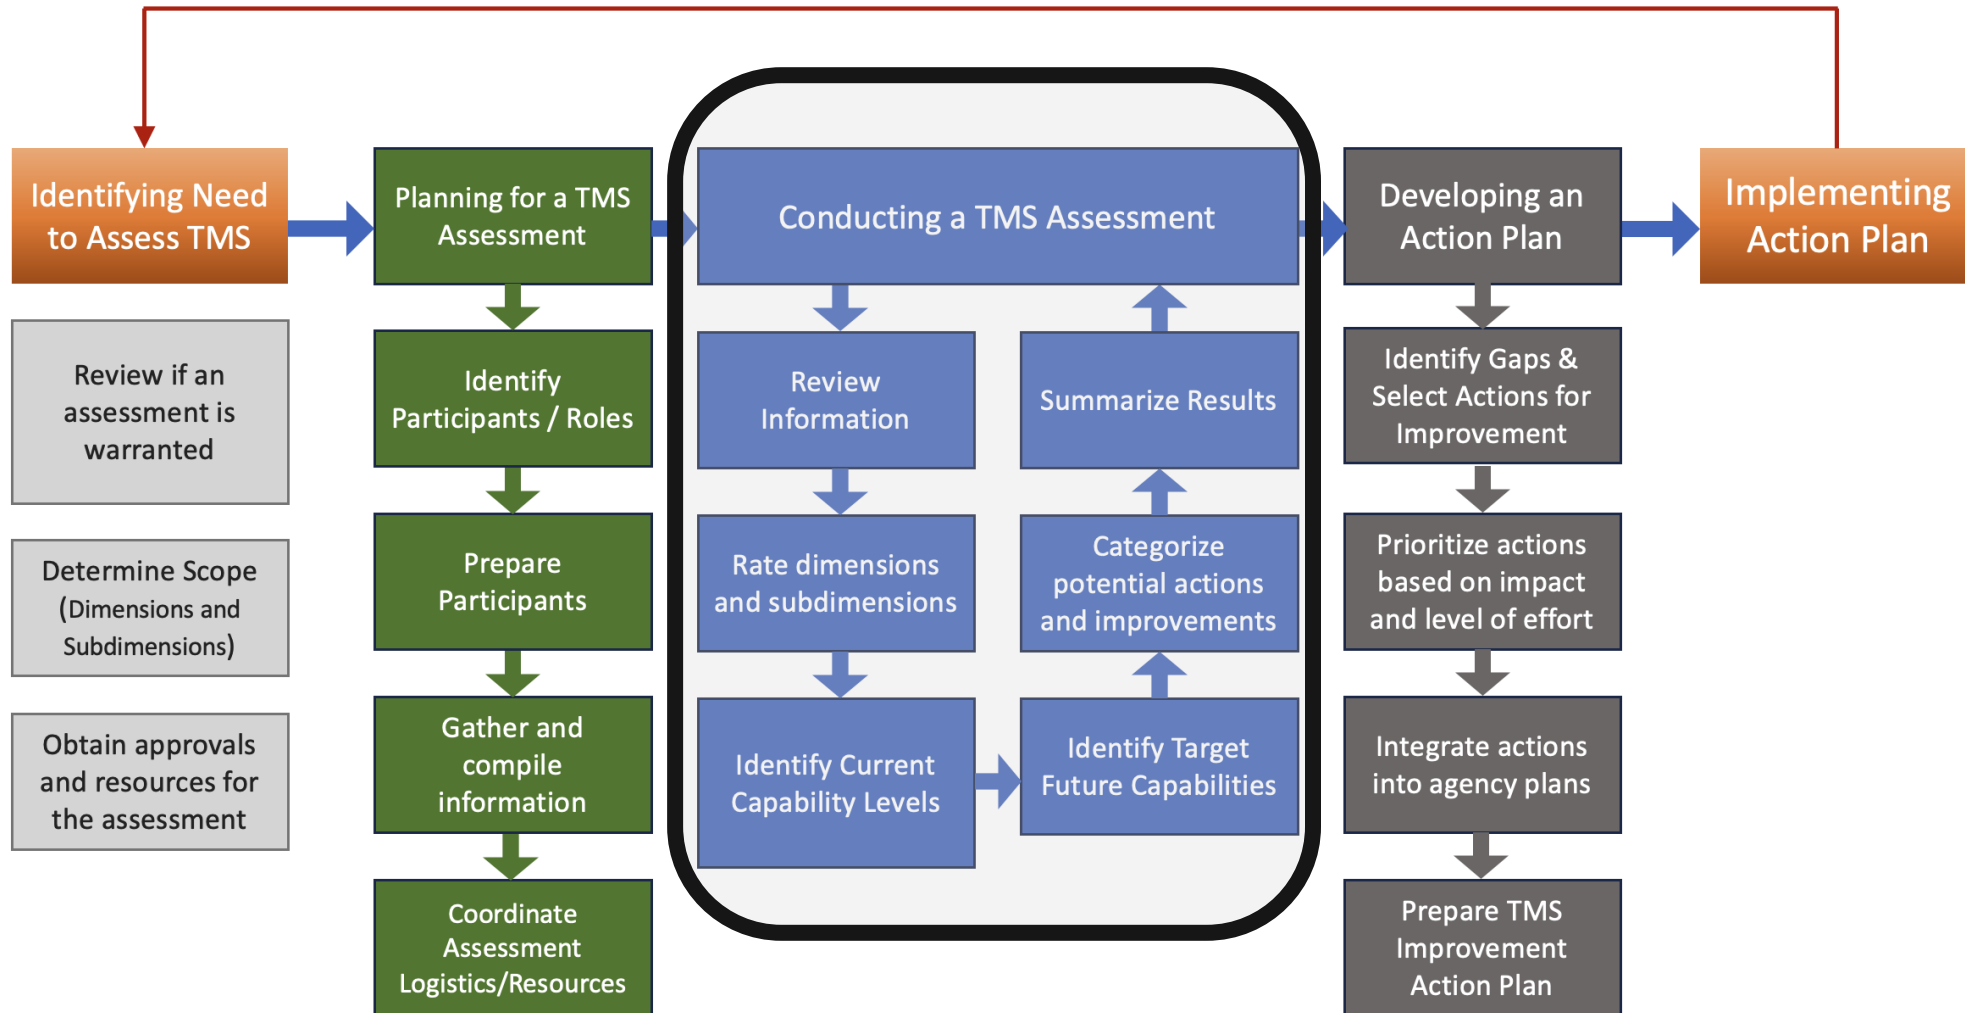 Identifying Need
to Assess TMS
Review if an
assessment is
warranted
Determine Scope
(Dimensions and
Subdimensions)
Obtain approvals
and resources for
the assessment
Planning for a TMS
Assessment
Identify
Participants / Roles
Prepare
Participants
Gather and
compile
information
Coordinate
Assessment
Logistics/Resources
Conducting a TMS Assessment
Review
Information
Rate dimensions
and subdimensions
Identify Current
Capability Levels
Identify Target
Future Capabilities
Categorize
potential actions
and improvements
Summarize Results
Developing an
Action Plan
Identify Gaps &
Select Actions for
Improvement
Prioritize actions
based on impact
and level of effort
Integrate actions
into agency plans
Prepare TMS
Improvement
Action Plan
Implementing
Action Plan